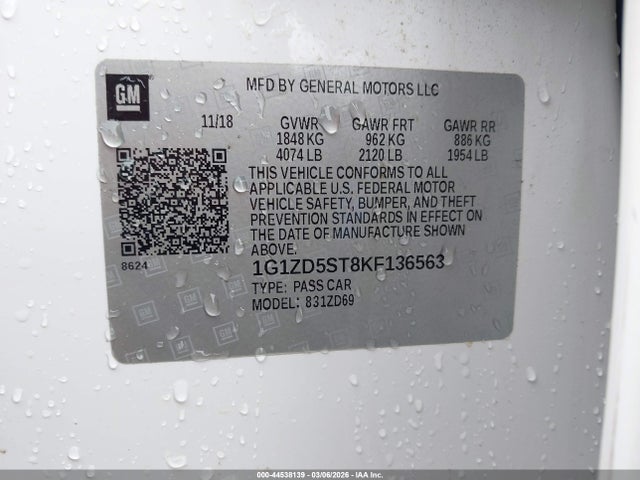 GM
MFD BY GENERAL MOTORS LLC
11/18 GVWR GAWR FRT GAWR RR
1848 KG 962 KG 886 KG
4074 LB 2120 LB 1954 LB
THIS VEHICLE CONFORMS TO ALL
APPLICABLE U.S. FEDERAL MOTOR
VEHICLE SAFETY, BUMPER, AND THEFT
PREVENTION STANDARDS IN EFFECT ON
THE DATE OF MANUFACTURE SHOWN
ABOVE.
8624
1G1ZD5ST8KF136563
TYPE: PASS CAR
MODEL: 831ZD69
000-44538139 - 03/06/2026 - IAA Inc.